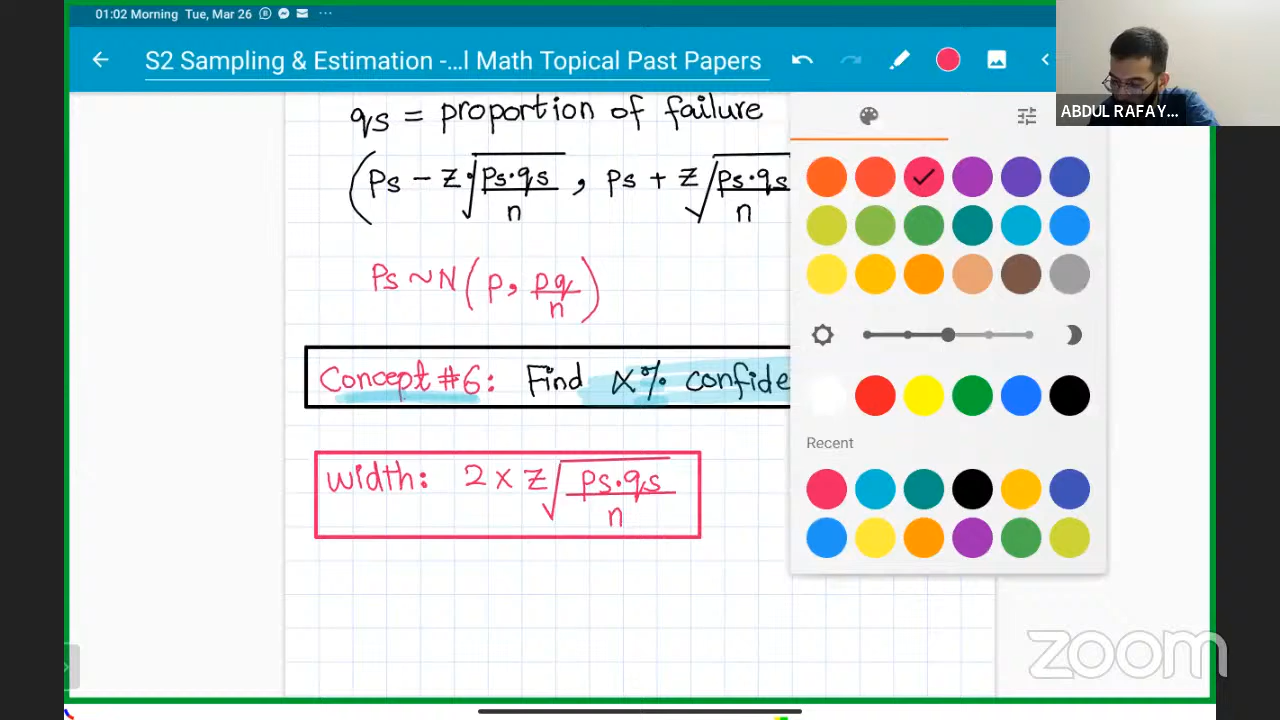 01:02 Morning Tue, Mar 26
S2 Sampling & Estimation -...l Math Topical Past Papers
ABDUL RAFAY...
qs = proportion of failure
(Ps - z√(Ps·qs/n), Ps + z√(Ps·qs/n)
Ps ~ N(p, pq/n)
Concept #6: Find α% confide
width: 2 x z√(Ps·qs/n)
Recent
zoom